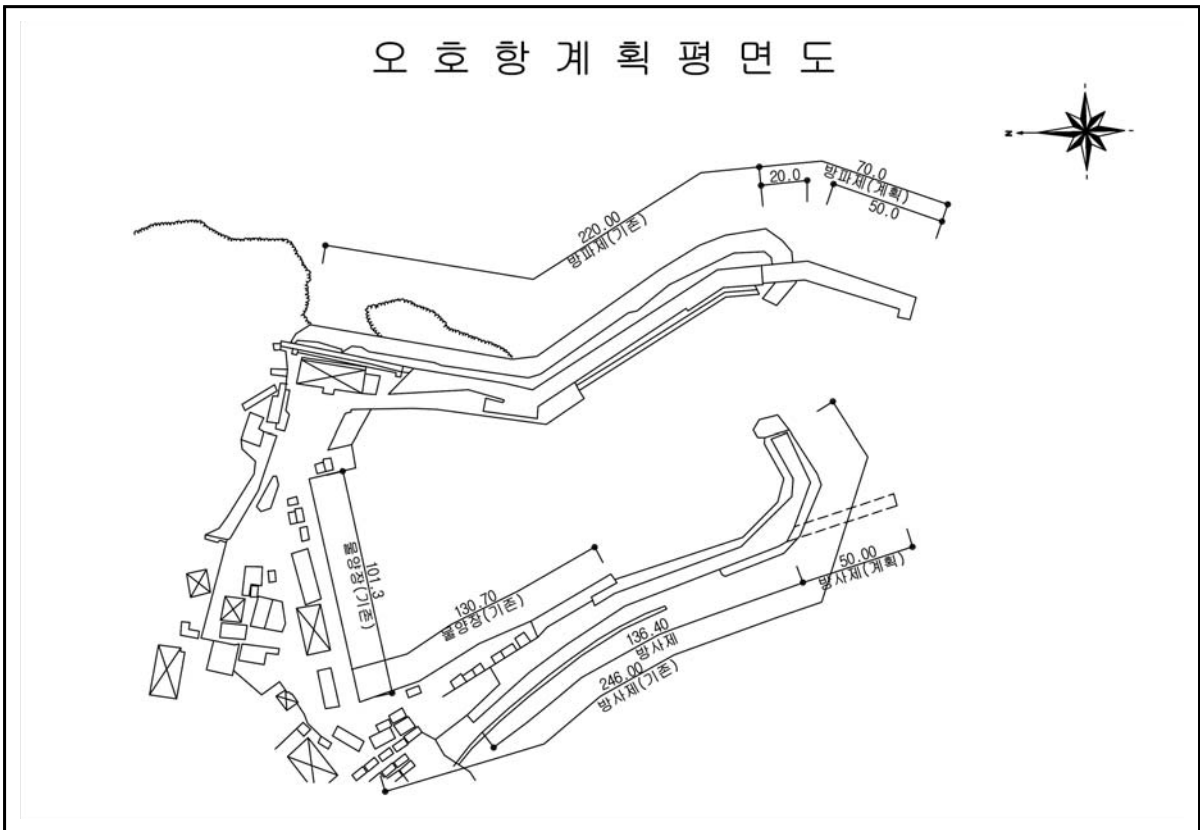 오호항계획평면도
N
70.0
방파제(계획)
20.0
50.0
220.00
방파제(기존)
101.3
물양장(기존)
130.70
물양장(기존)
50.00
방사제(계획)
136.40
방사제
246.00
방사제(기존)